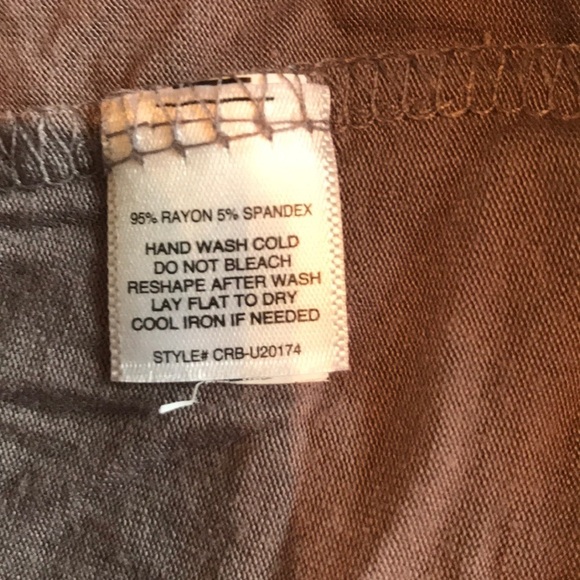 95% RAYON 5% SPANDEX
HAND WASH COLD
DO NOT BLEACH
RESHAPE AFTER WASH
LAY FLAT TO DRY
COOL IRON IF NEEDED
STYLE# CRB-U20174